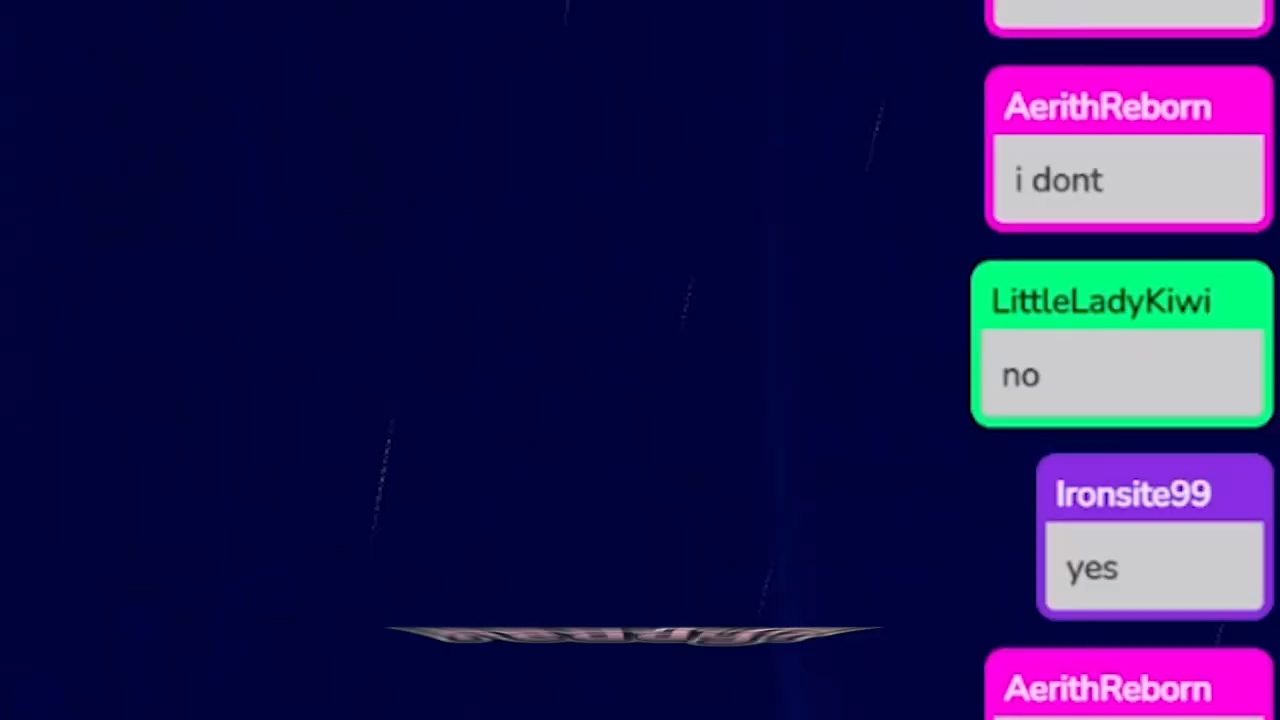 AerithReborn
i dont
LittleLadyKiwi
no
Ironsite99
yes
AerithReborn